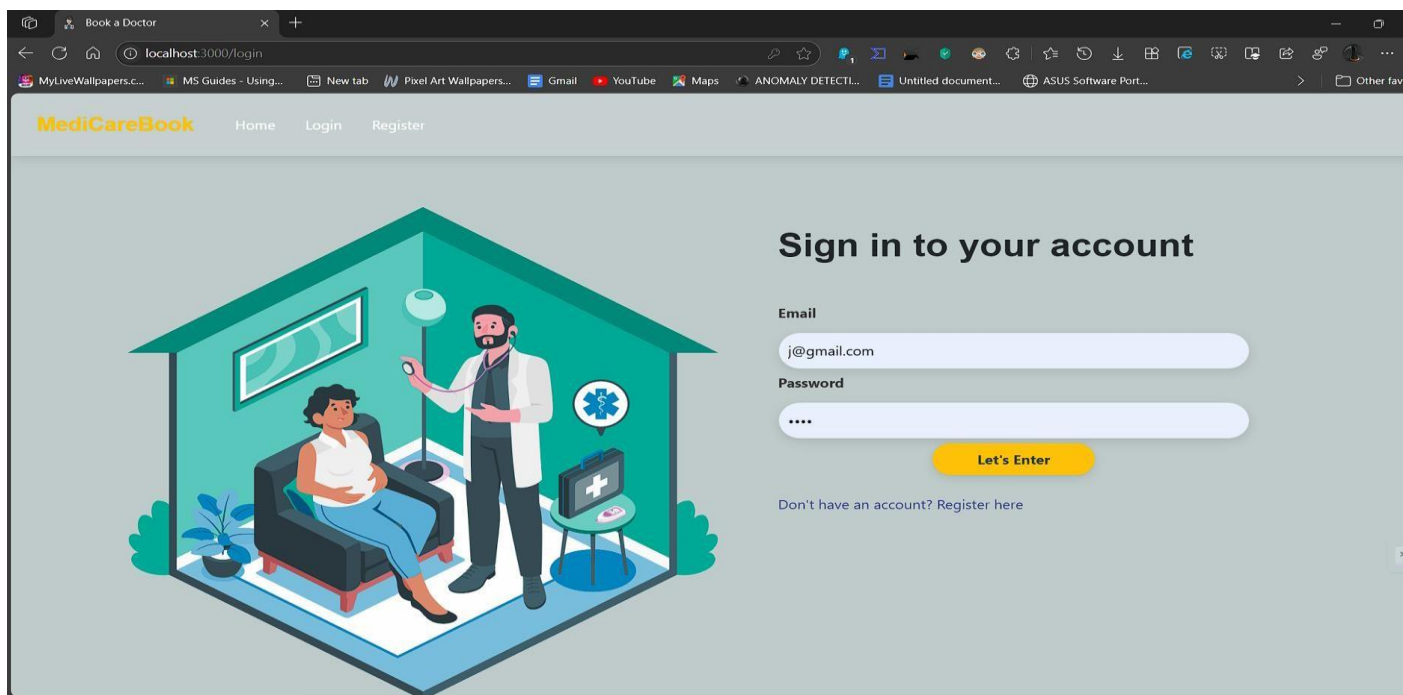 Book a Doctor
localhost:3000/login
1
MyLiveWallpapers.c... MS Guides - Using... New tab Pixel Art Wallpapers... Gmail YouTube Maps ANOMALY DETECTI... Untitled document... ASUS Software Port... Other fav
MediCareBook Home Login Register
Sign in to your account
Email
j@gmail.com
Password
••••
Let's Enter
Don't have an account? Register here